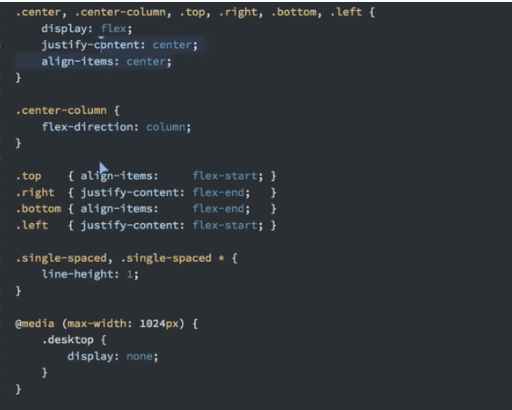 .center, .center-column, .top, .right, .bottom, .left {
    display: flex;
    justify-content: center;
    align-items: center;
}

.center-column {
    flex-direction: column;
}

.top    { align-items:     flex-start; }
.right  { justify-content: flex-end;   }
.bottom { align-items:     flex-end;   }
.left   { justify-content: flex-start; }

.single-spaced, .single-spaced * {
    line-height: 1;
}

@media (max-width: 1024px) {
    .desktop {
        display: none;
    }
}